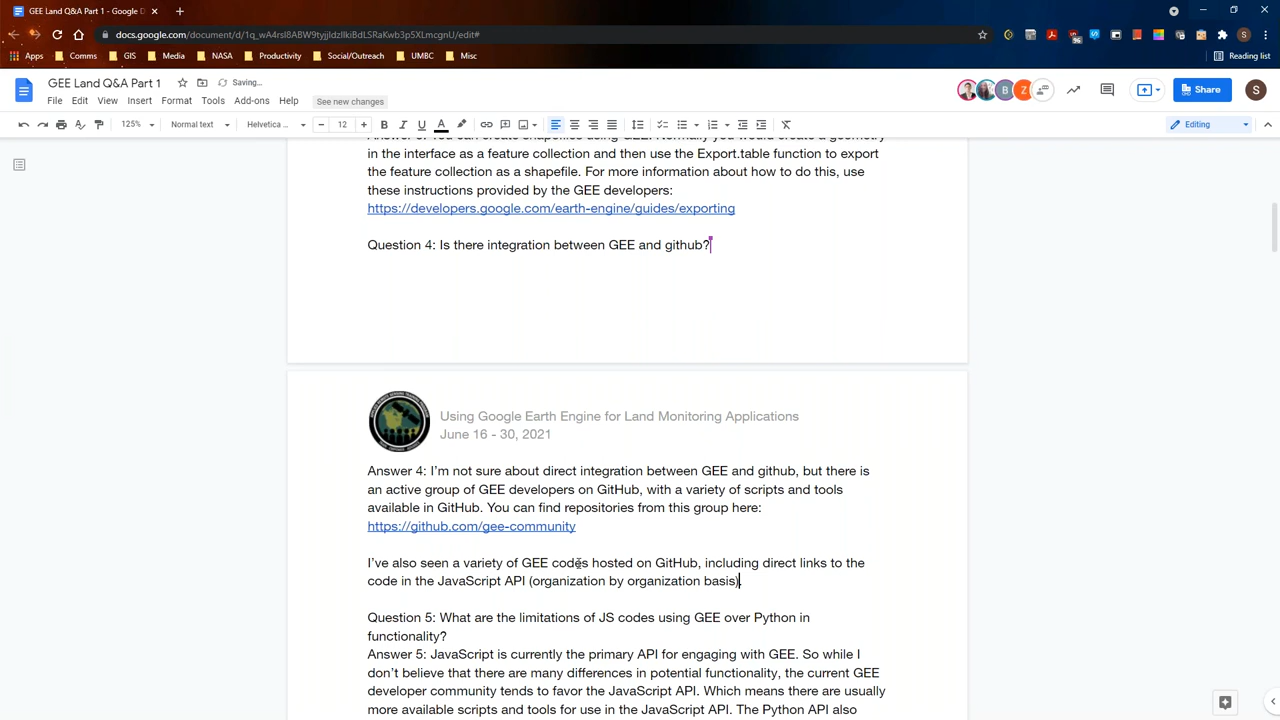 GEE Land Q&A Part 1 - Google D
docs.google.com/document/d/1q_wA4rsI8ABW9tyjjIdzIlkiBdLSRaKwb3p5XLmcgnU/edit#
Apps Comms GIS Media NASA Productivity Social/Outreach UMBC Misc Reading list
GEE Land Q&A Part 1 Saving...
File Edit View Insert Format Tools Add-ons Help See new changes
B Z Share S
125% Normal text Helvetica ... 12 B I U A Editing
in the interface as a feature collection and then use the Export.table function to export
the feature collection as a shapefile. For more information about how to do this, use
these instructions provided by the GEE developers:
https://developers.google.com/earth-engine/guides/exporting
Question 4: Is there integration between GEE and github?
Using Google Earth Engine for Land Monitoring Applications
June 16 - 30, 2021
Answer 4: I'm not sure about direct integration between GEE and github, but there is
an active group of GEE developers on GitHub, with a variety of scripts and tools
available in GitHub. You can find repositories from this group here:
https://github.com/gee-community
I've also seen a variety of GEE codes hosted on GitHub, including direct links to the
code in the JavaScript API (organization by organization basis).
Question 5: What are the limitations of JS codes using GEE over Python in
functionality?
Answer 5: JavaScript is currently the primary API for engaging with GEE. So while I
don't believe that there are many differences in potential functionality, the current GEE
developer community tends to favor the JavaScript API. Which means there are usually
more available scripts and tools for use in the JavaScript API. The Python API also